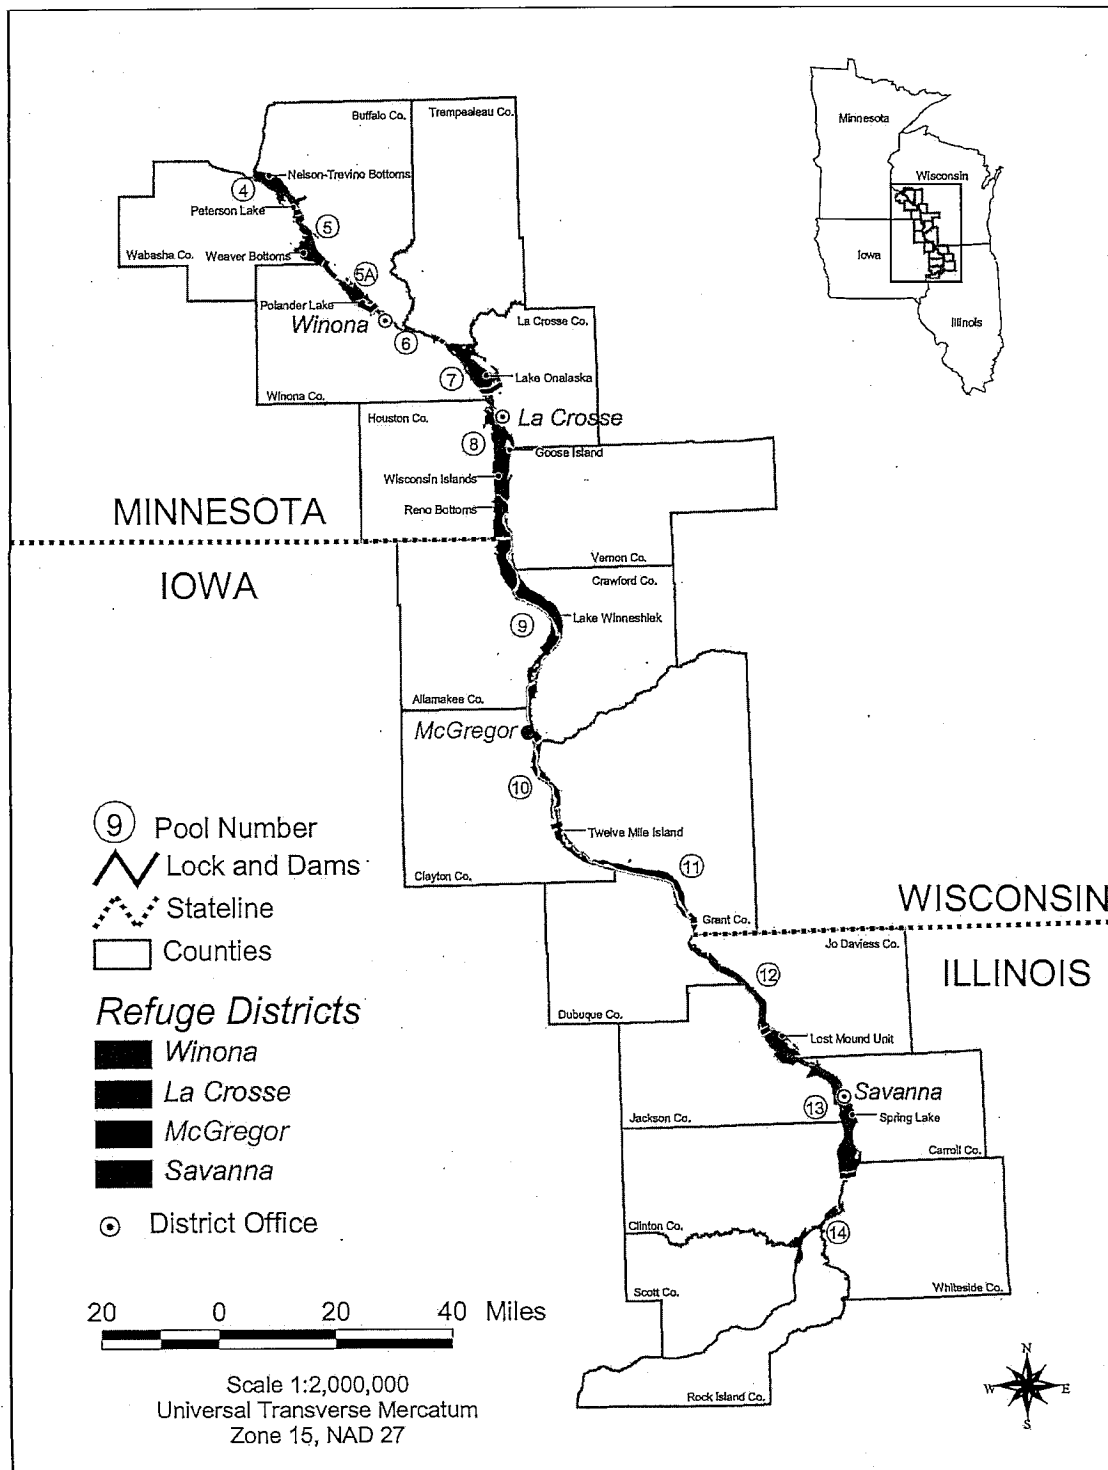 Buffalo Co.
Trempealeau Co.
Minnesota
Wisconsin
Iowa
Illinois
Nelson-Trevino Bottoms
4
Peterson Lake
5
Wabasha Co.
Weaver Bottoms
5A
Polander Lake
Winona
6
La Crosse Co.
7
Lake Onalaska
Winona Co.
Houston Co.
La Crosse
8
Goose Island
Wisconsin Islands
Reno Bottoms
MINNESOTA
Vernon Co.
IOWA
Crawford Co.
Lake Winneshiek
9
Allamakee Co.
McGregor
10
Twelve Mile Island
11
Clayton Co.
WISCONSIN
Grant Co.
Jo Daviess Co.
ILLINOIS
12
Dubuque Co.
Lost Mound Unit
Savanna
13
Spring Lake
Jackson Co.
Carroll Co.
Clinton Co.
14
Scott Co.
Whiteside Co.
Rock Island Co.
9 Pool Number
Lock and Dams
Stateline
Counties
Refuge Districts
Winona
La Crosse
McGregor
Savanna
District Office
20 0 20 40 Miles
Scale 1:2,000,000
Universal Transverse Mercatum
Zone 15, NAD 27
N
W E
S